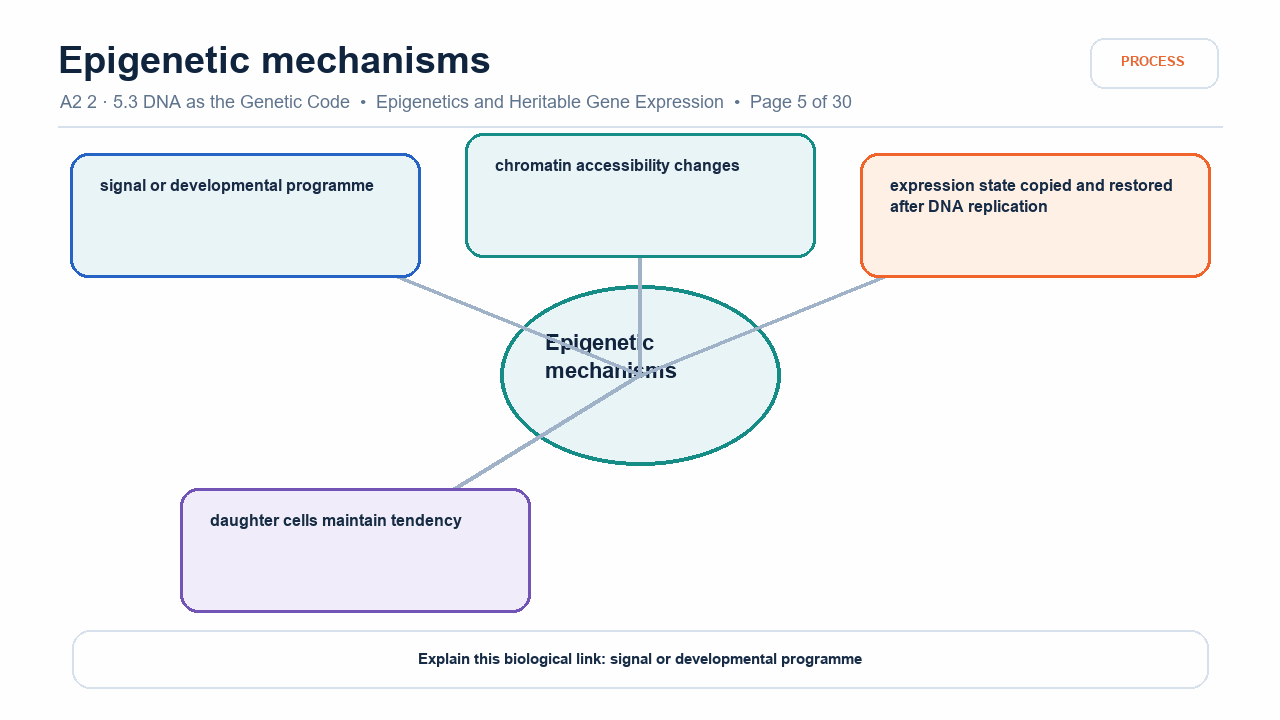 Epigenetic mechanisms
PROCESS
A2 2 · 5.3 DNA as the Genetic Code • Epigenetics and Heritable Gene Expression • Page 5 of 30
signal or developmental programme
chromatin accessibility changes
expression state copied and restored
after DNA replication
Epigenetic
mechanisms
daughter cells maintain tendency
Explain this biological link: signal or developmental programme